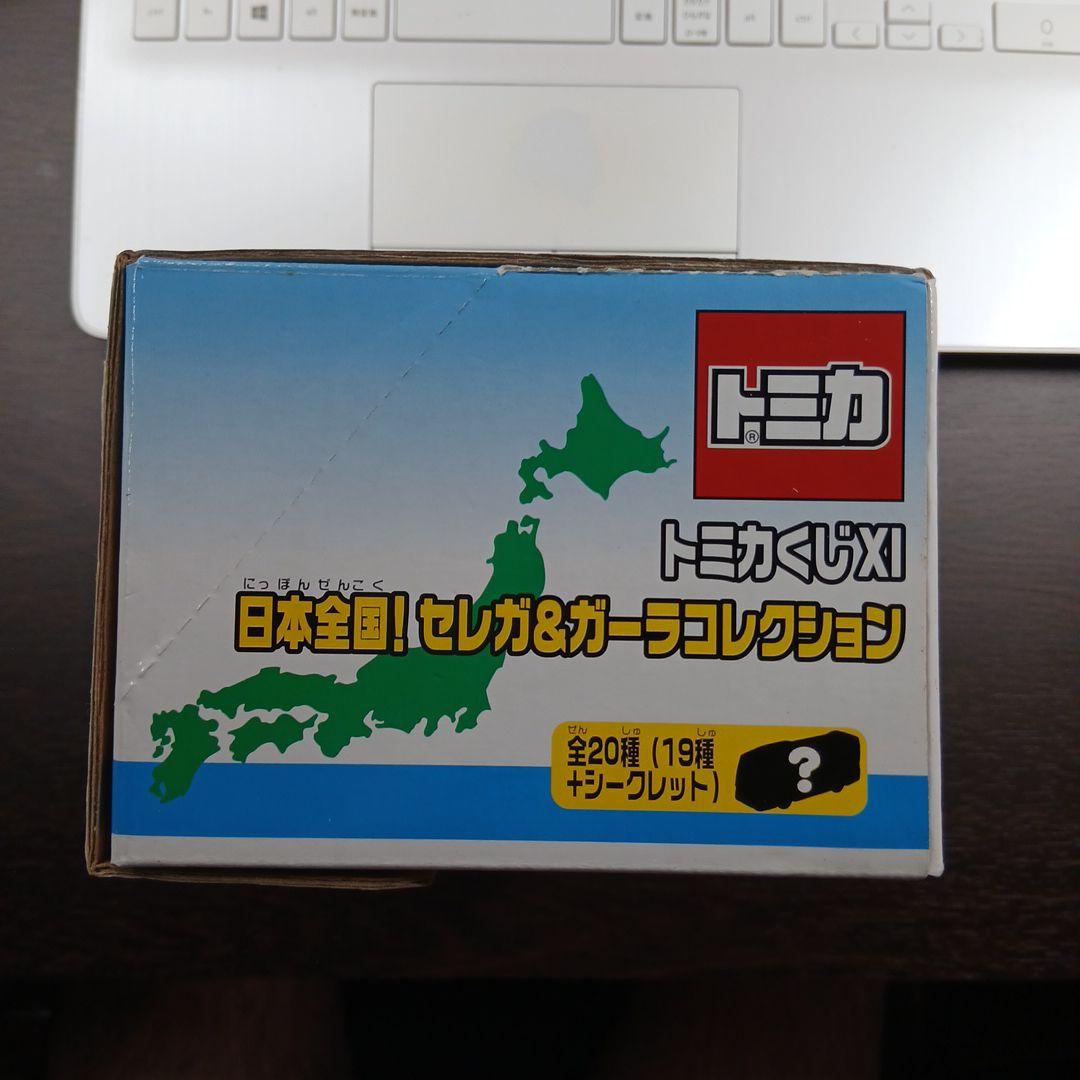 トミカ®
トミカくじXI
にっぽんぜんこく
日本全国!セレガ&ガーラコレクション
ぜん しゅ しゅ
全20種(19種
+シークレット)
?